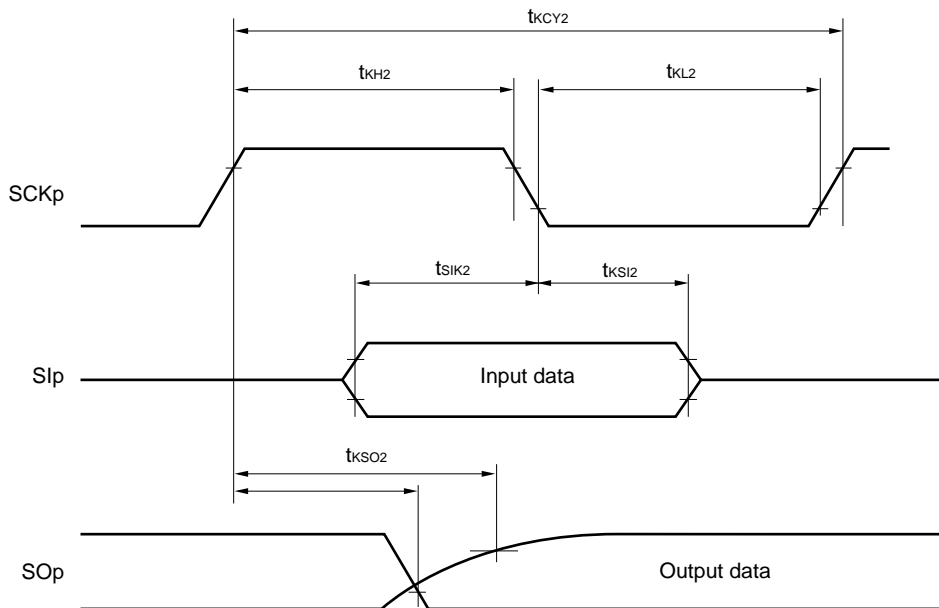 tKCY2
tKH2
tKL2
SCKp
tSIK2
tKSI2
SIp
Input data
tKSO2
SOp
Output data